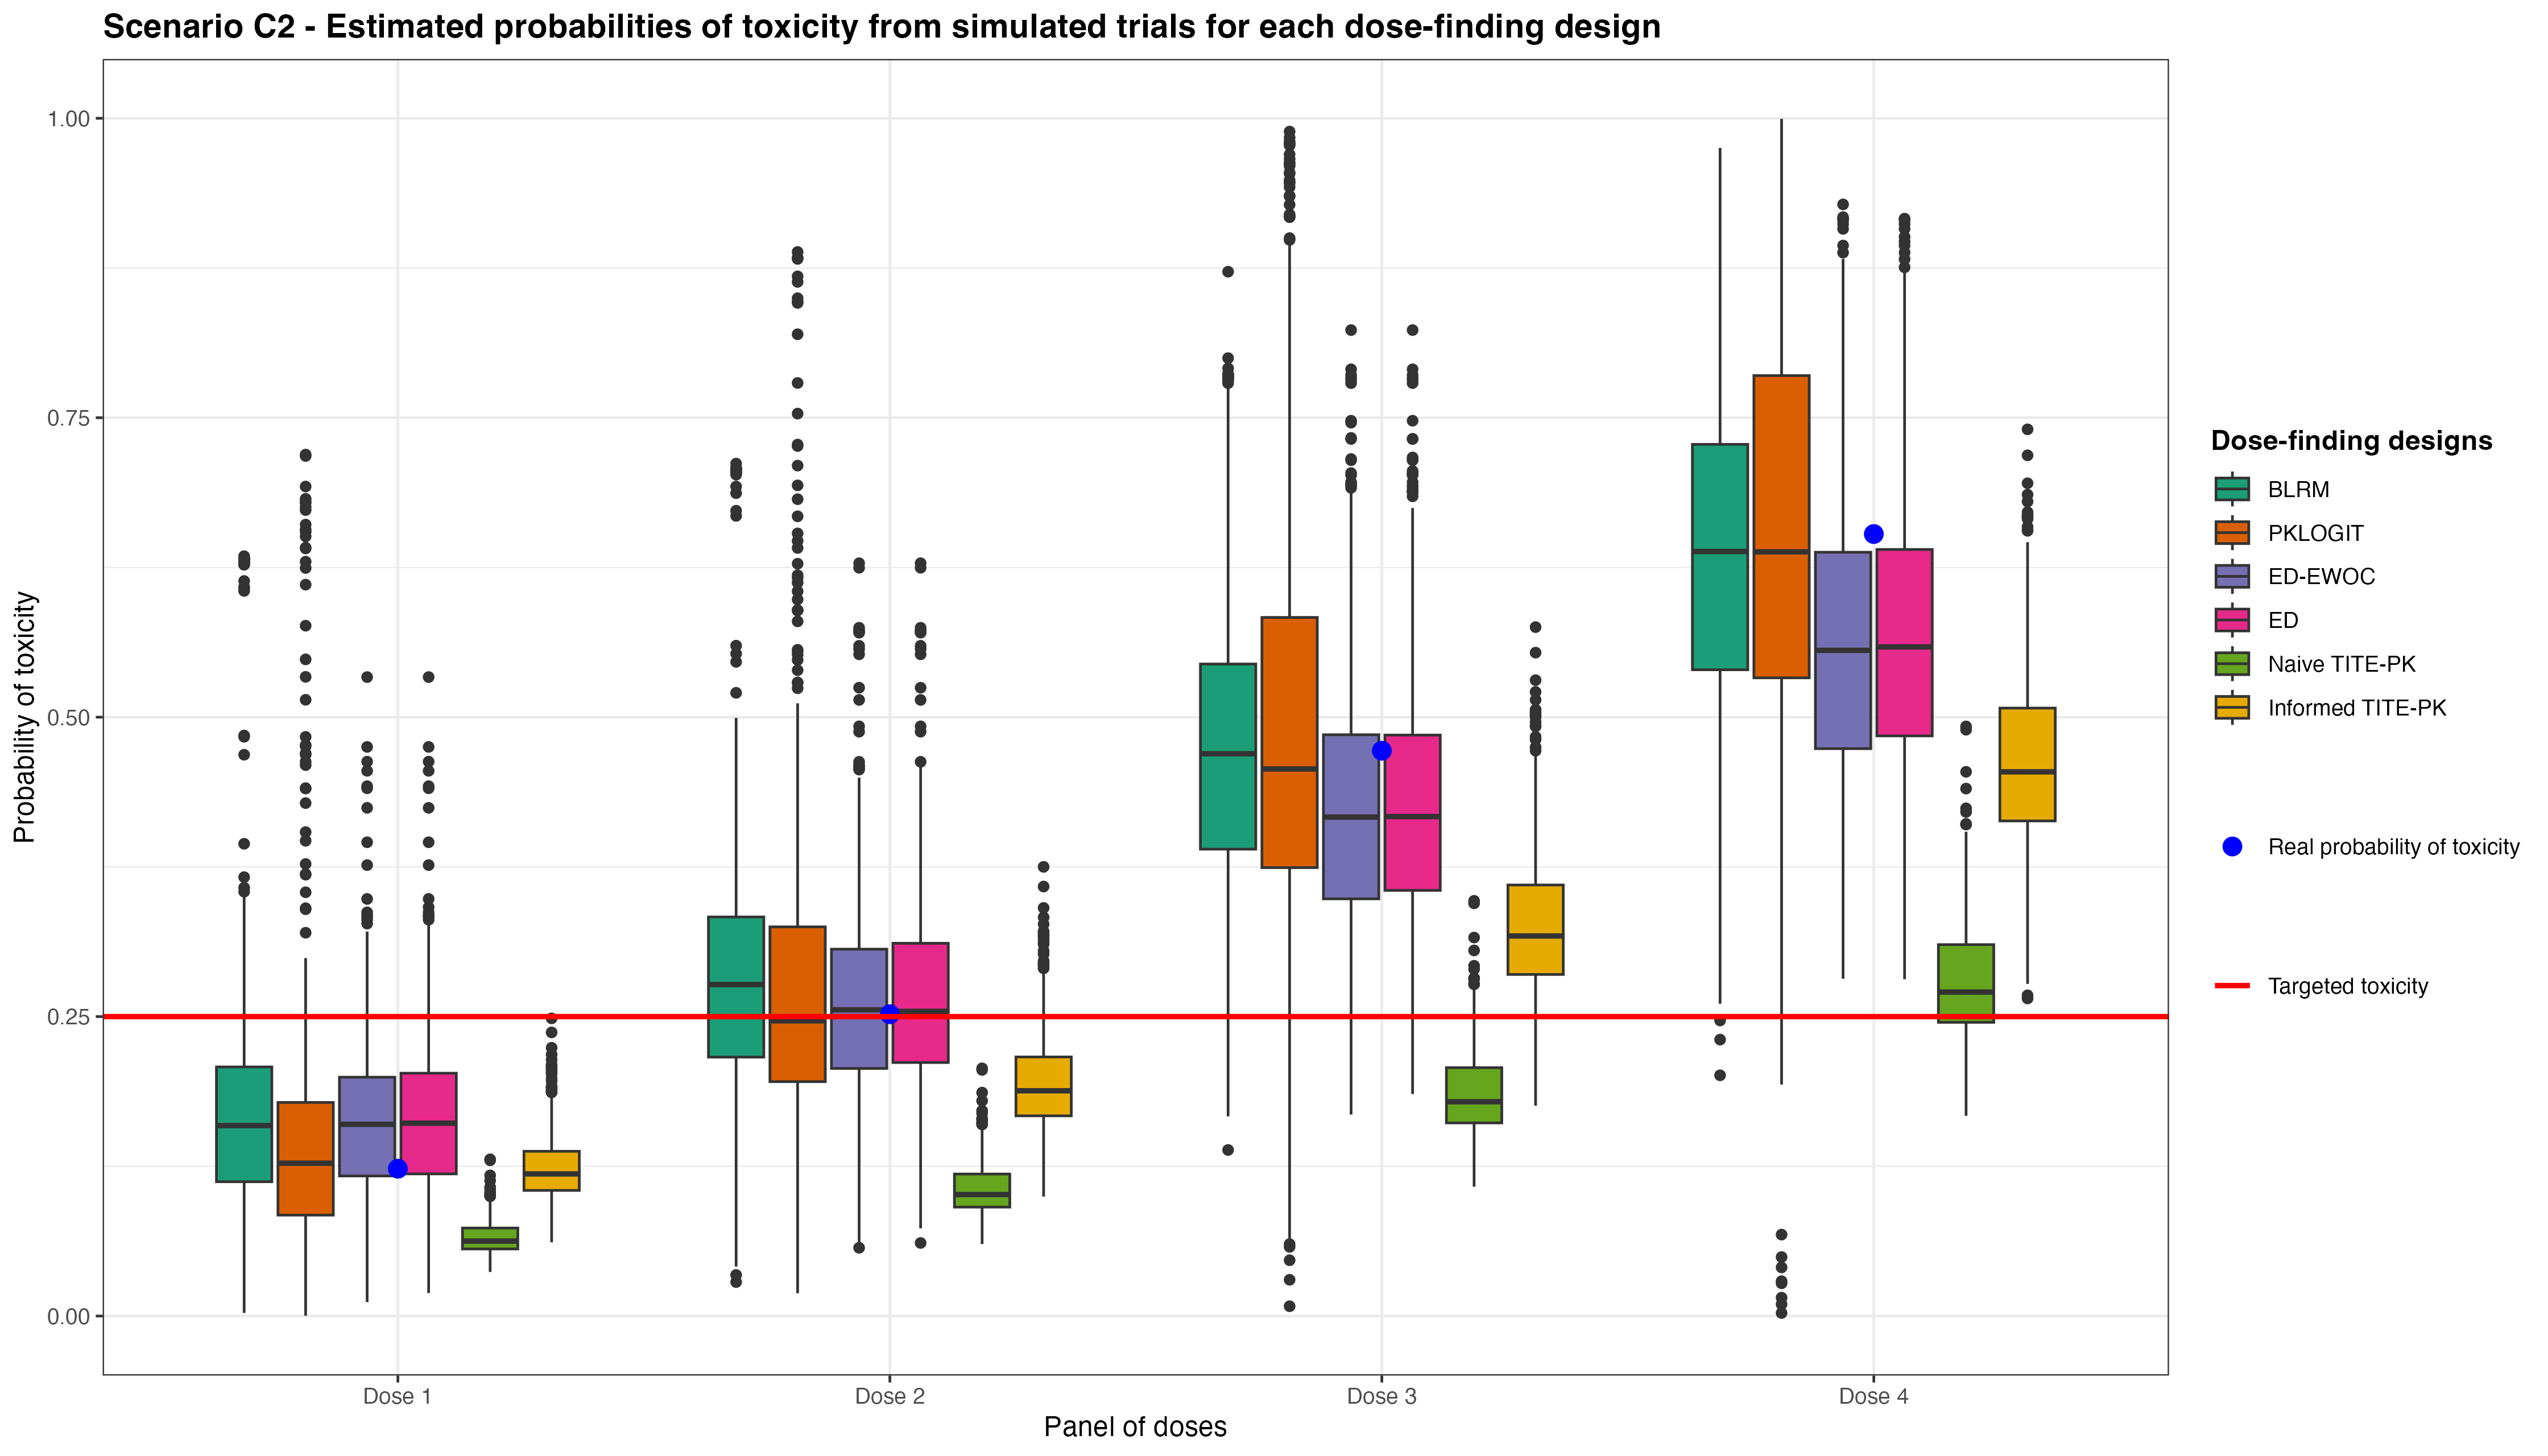 Scenario C2 - Estimated probabilities of toxicity from simulated trials for each dose-finding design
Probability of toxicity
1.00
0.75
0.50
0.25
0.00
Dose 1
Dose 2
Dose 3
Dose 4
Panel of doses
Dose-finding designs
BLRM
PKLOGIT
ED-EWOC
ED
Naive TITE-PK
Informed TITE-PK
Real probability of toxicity
Targeted toxicity